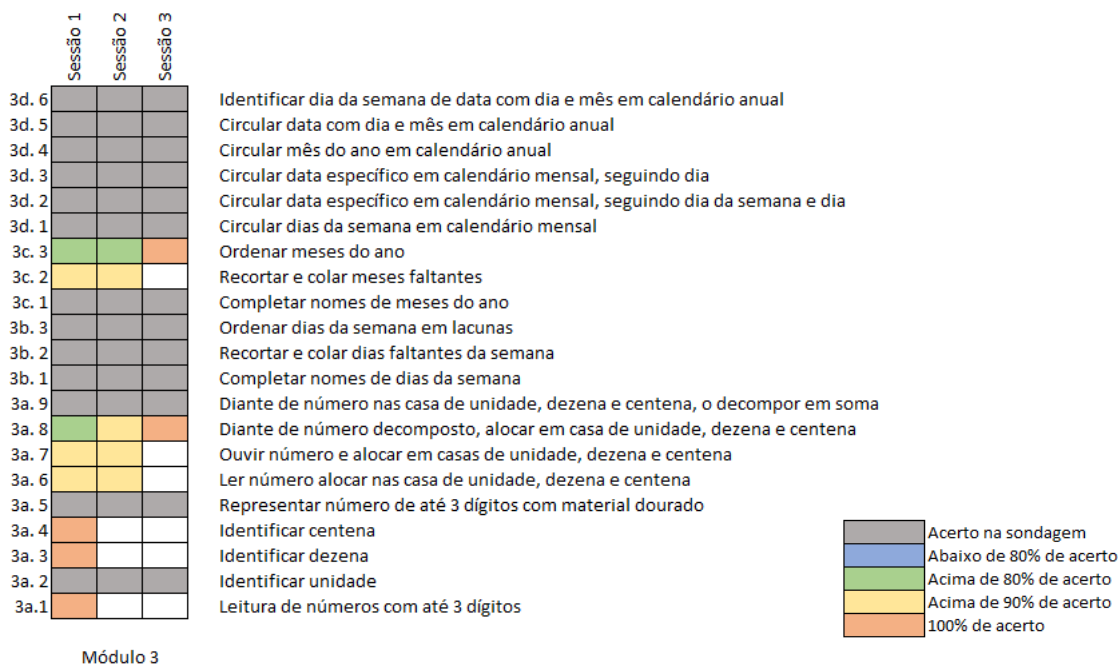 Sessão 1
Sessão 2
Sessão 3
3d. 6 Identificar dia da semana de data com dia e mês em calendário anual
3d. 5 Circular data com dia e mês em calendário anual
3d. 4 Circular mês do ano em calendário anual
3d. 3 Circular data específico em calendário mensal, seguindo dia
3d. 2 Circular data específico em calendário mensal, seguindo dia da semana e dia
3d. 1 Circular dias da semana em calendário mensal
3c. 3 Ordenar meses do ano
3c. 2 Recortar e colar meses faltantes
3c. 1 Completar nomes de meses do ano
3b. 3 Ordenar dias da semana em lacunas
3b. 2 Recortar e colar dias faltantes da semana
3b. 1 Completar nomes de dias da semana
3a. 9 Diante de número nas casa de unidade, dezena e centena, o decompor em soma
3a. 8 Diante de número decomposto, alocar em casa de unidade, dezena e centena
3a. 7 Ouvir número e alocar em casas de unidade, dezena e centena
3a. 6 Ler número alocar nas casa de unidade, dezena e centena
3a. 5 Representar número de até 3 dígitos com material dourado
3a. 4 Identificar centena
3a. 3 Identificar dezena
3a. 2 Identificar unidade
3a.1 Leitura de números com até 3 dígitos
Acerto na sondagem
Abaixo de 80% de acerto
Acima de 80% de acerto
Acima de 90% de acerto
100% de acerto
Módulo 3